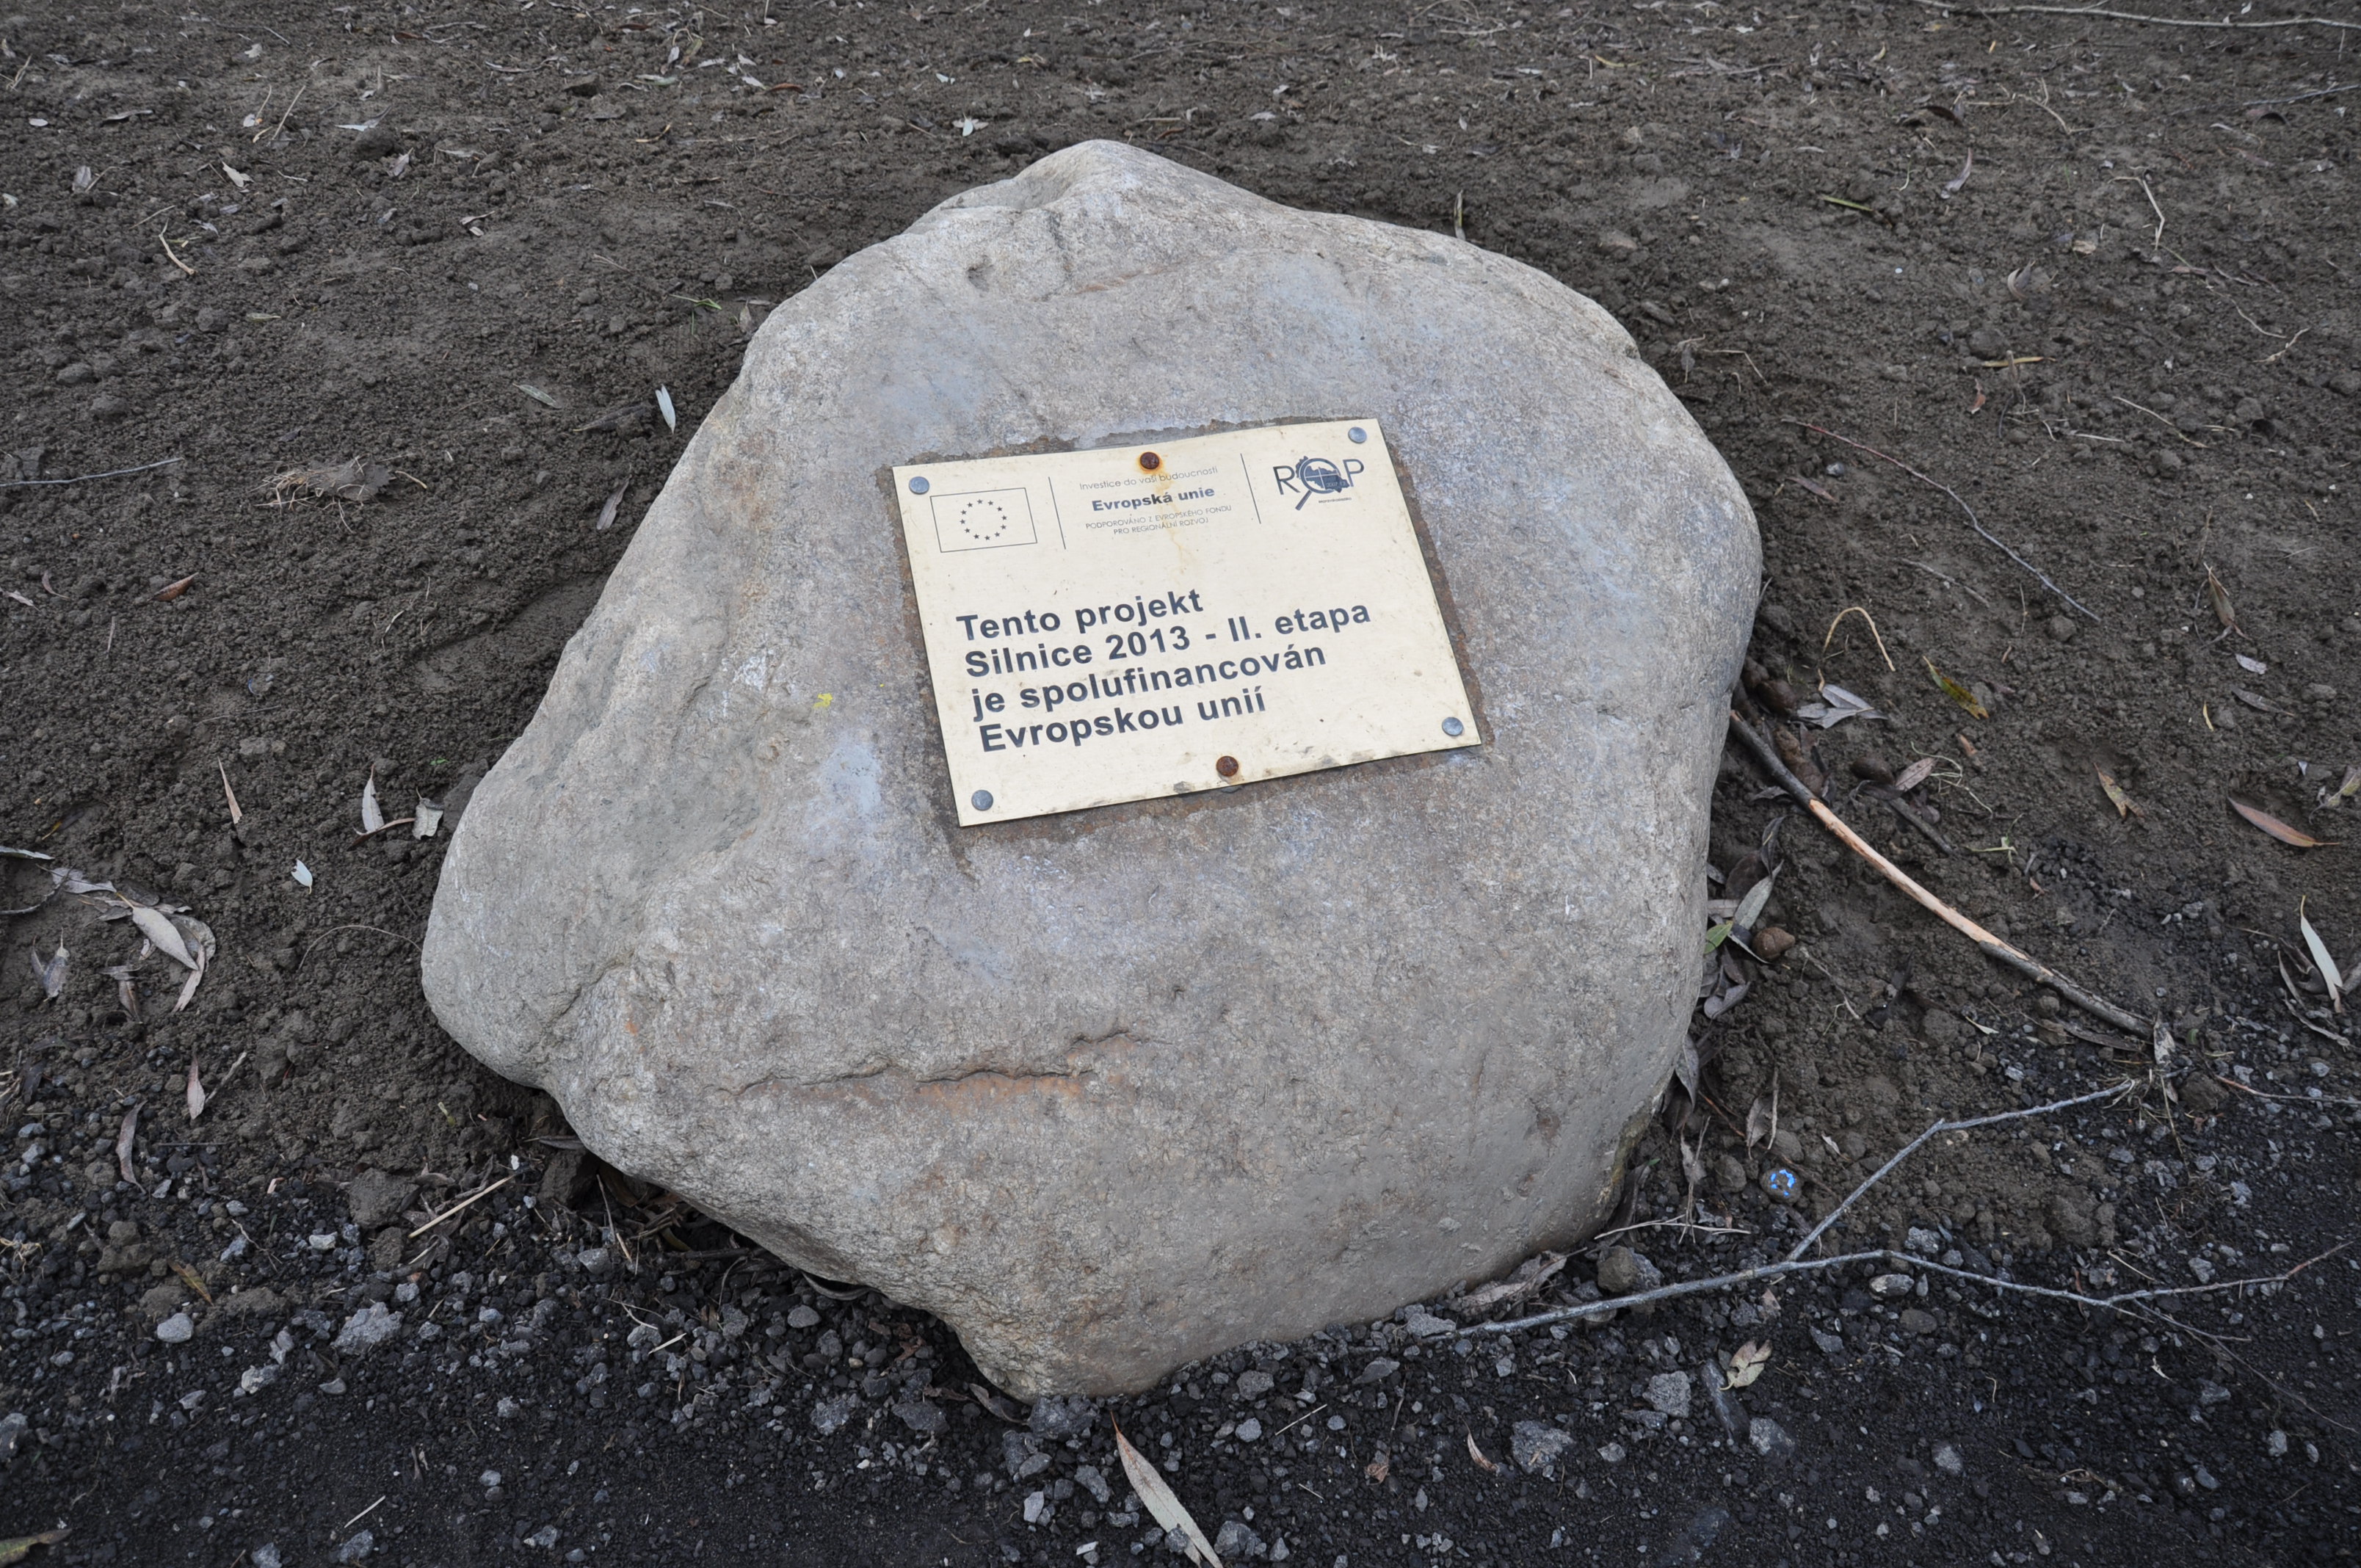 Investice do vaší budoucnosti
Evropská unie
PODPOROVÁNO Z EVROPSKÉHO FONDU
PRO REGIONÁLNÍ ROZVOJ
ROP
Tento projekt
Silnice 2013 - II. etapa
je spolufinancován
Evropskou unií